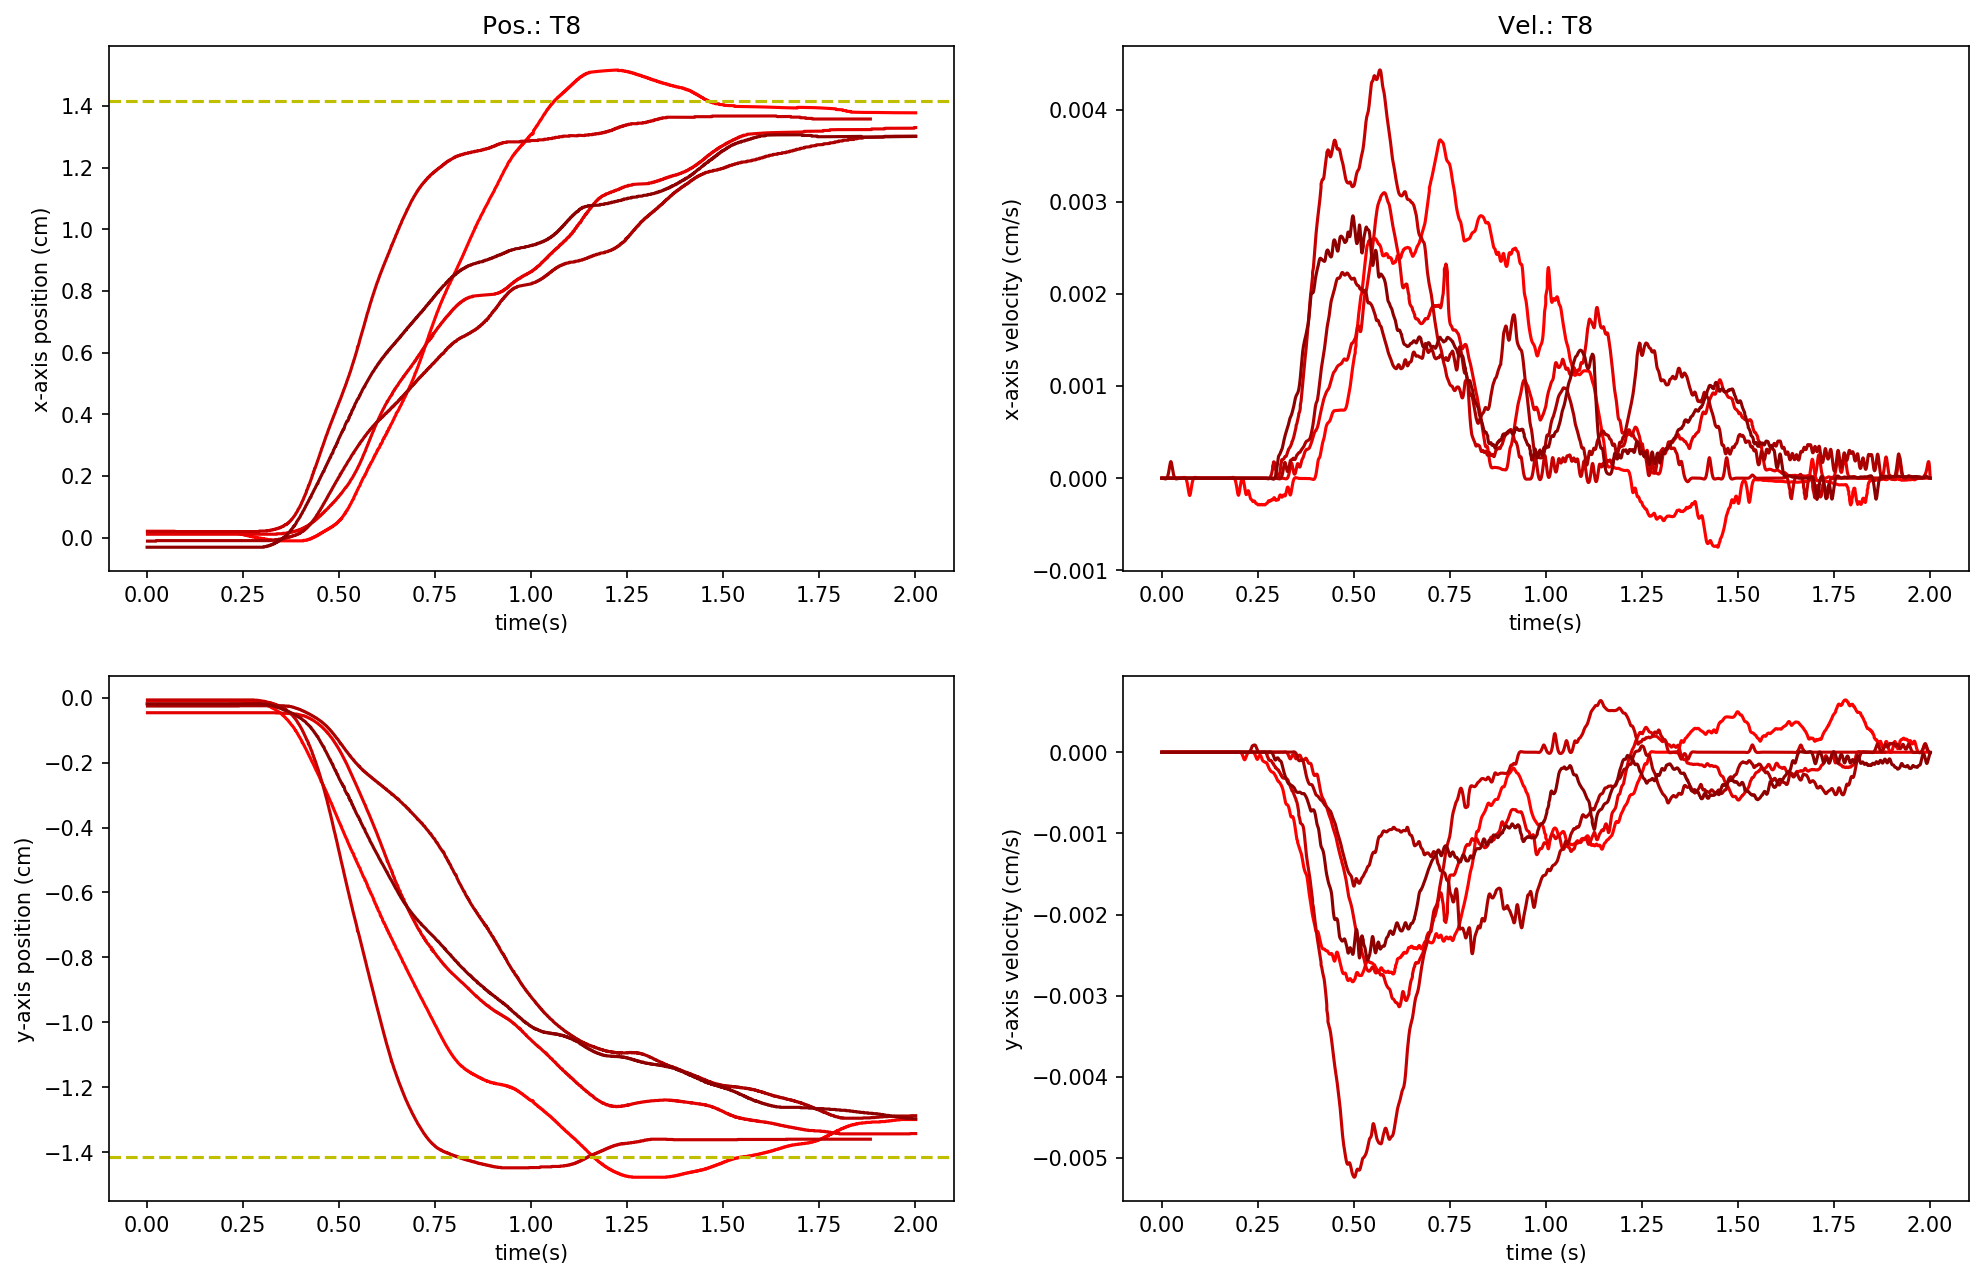 Pos.: T8
x-axis position (cm)
1.4
1.2
1.0
0.8
0.6
0.4
0.2
0.0
0.00 0.25 0.50 0.75 1.00 1.25 1.50 1.75 2.00
time(s)
Vel.: T8
x-axis velocity (cm/s)
0.004
0.003
0.002
0.001
0.000
−0.001
0.00 0.25 0.50 0.75 1.00 1.25 1.50 1.75 2.00
time(s)
y-axis position (cm)
0.0
−0.2
−0.4
−0.6
−0.8
−1.0
−1.2
−1.4
0.00 0.25 0.50 0.75 1.00 1.25 1.50 1.75 2.00
time(s)
y-axis velocity (cm/s)
0.000
−0.001
−0.002
−0.003
−0.004
−0.005
0.00 0.25 0.50 0.75 1.00 1.25 1.50 1.75 2.00
time (s)